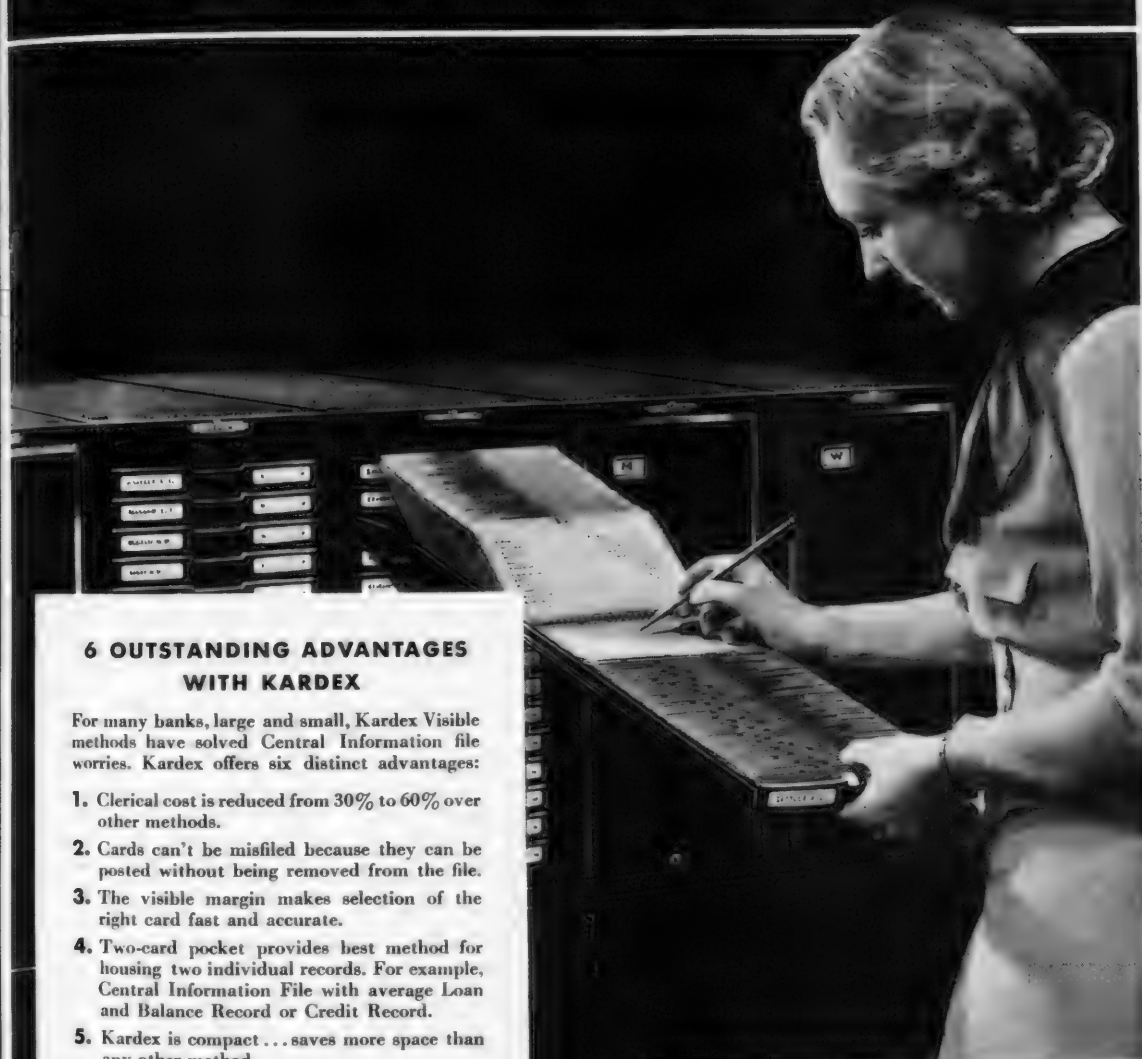 M
W
6 OUTSTANDING ADVANTAGES
WITH KARDEX
For many banks, large and small, Kardex Visible
methods have solved Central Information file
worries. Kardex offers six distinct advantages:
1. Clerical cost is reduced from 30% to 60% over
other methods.
2. Cards can't be misfiled because they can be
posted without being removed from the file.
3. The visible margin makes selection of the
right card fast and accurate.
4. Two-card pocket provides best method for
housing two individual records. For example,
Central Information File with average Loan
and Balance Record or Credit Record.
5. Kardex is compact...saves more space than
any other method.